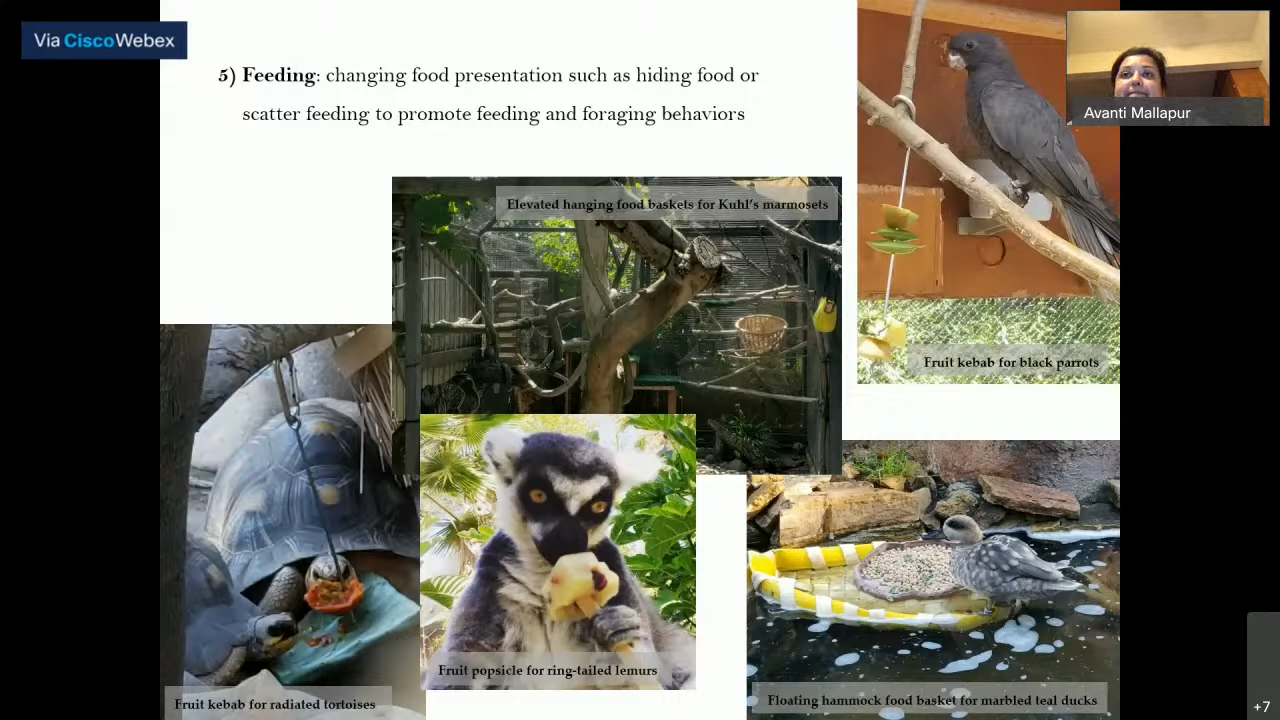 Via CiscoWebex
5) Feeding: changing food presentation such as hiding food or
scatter feeding to promote feeding and foraging behaviors
Avanti Mallapur
Elevated hanging food baskets for Kuhl's marmosets
Fruit kebab for black parrots
Fruit popsicle for ring-tailed lemurs
Fruit kebab for radiated tortoises
Floating hammock food basket for marbled teal ducks
+7